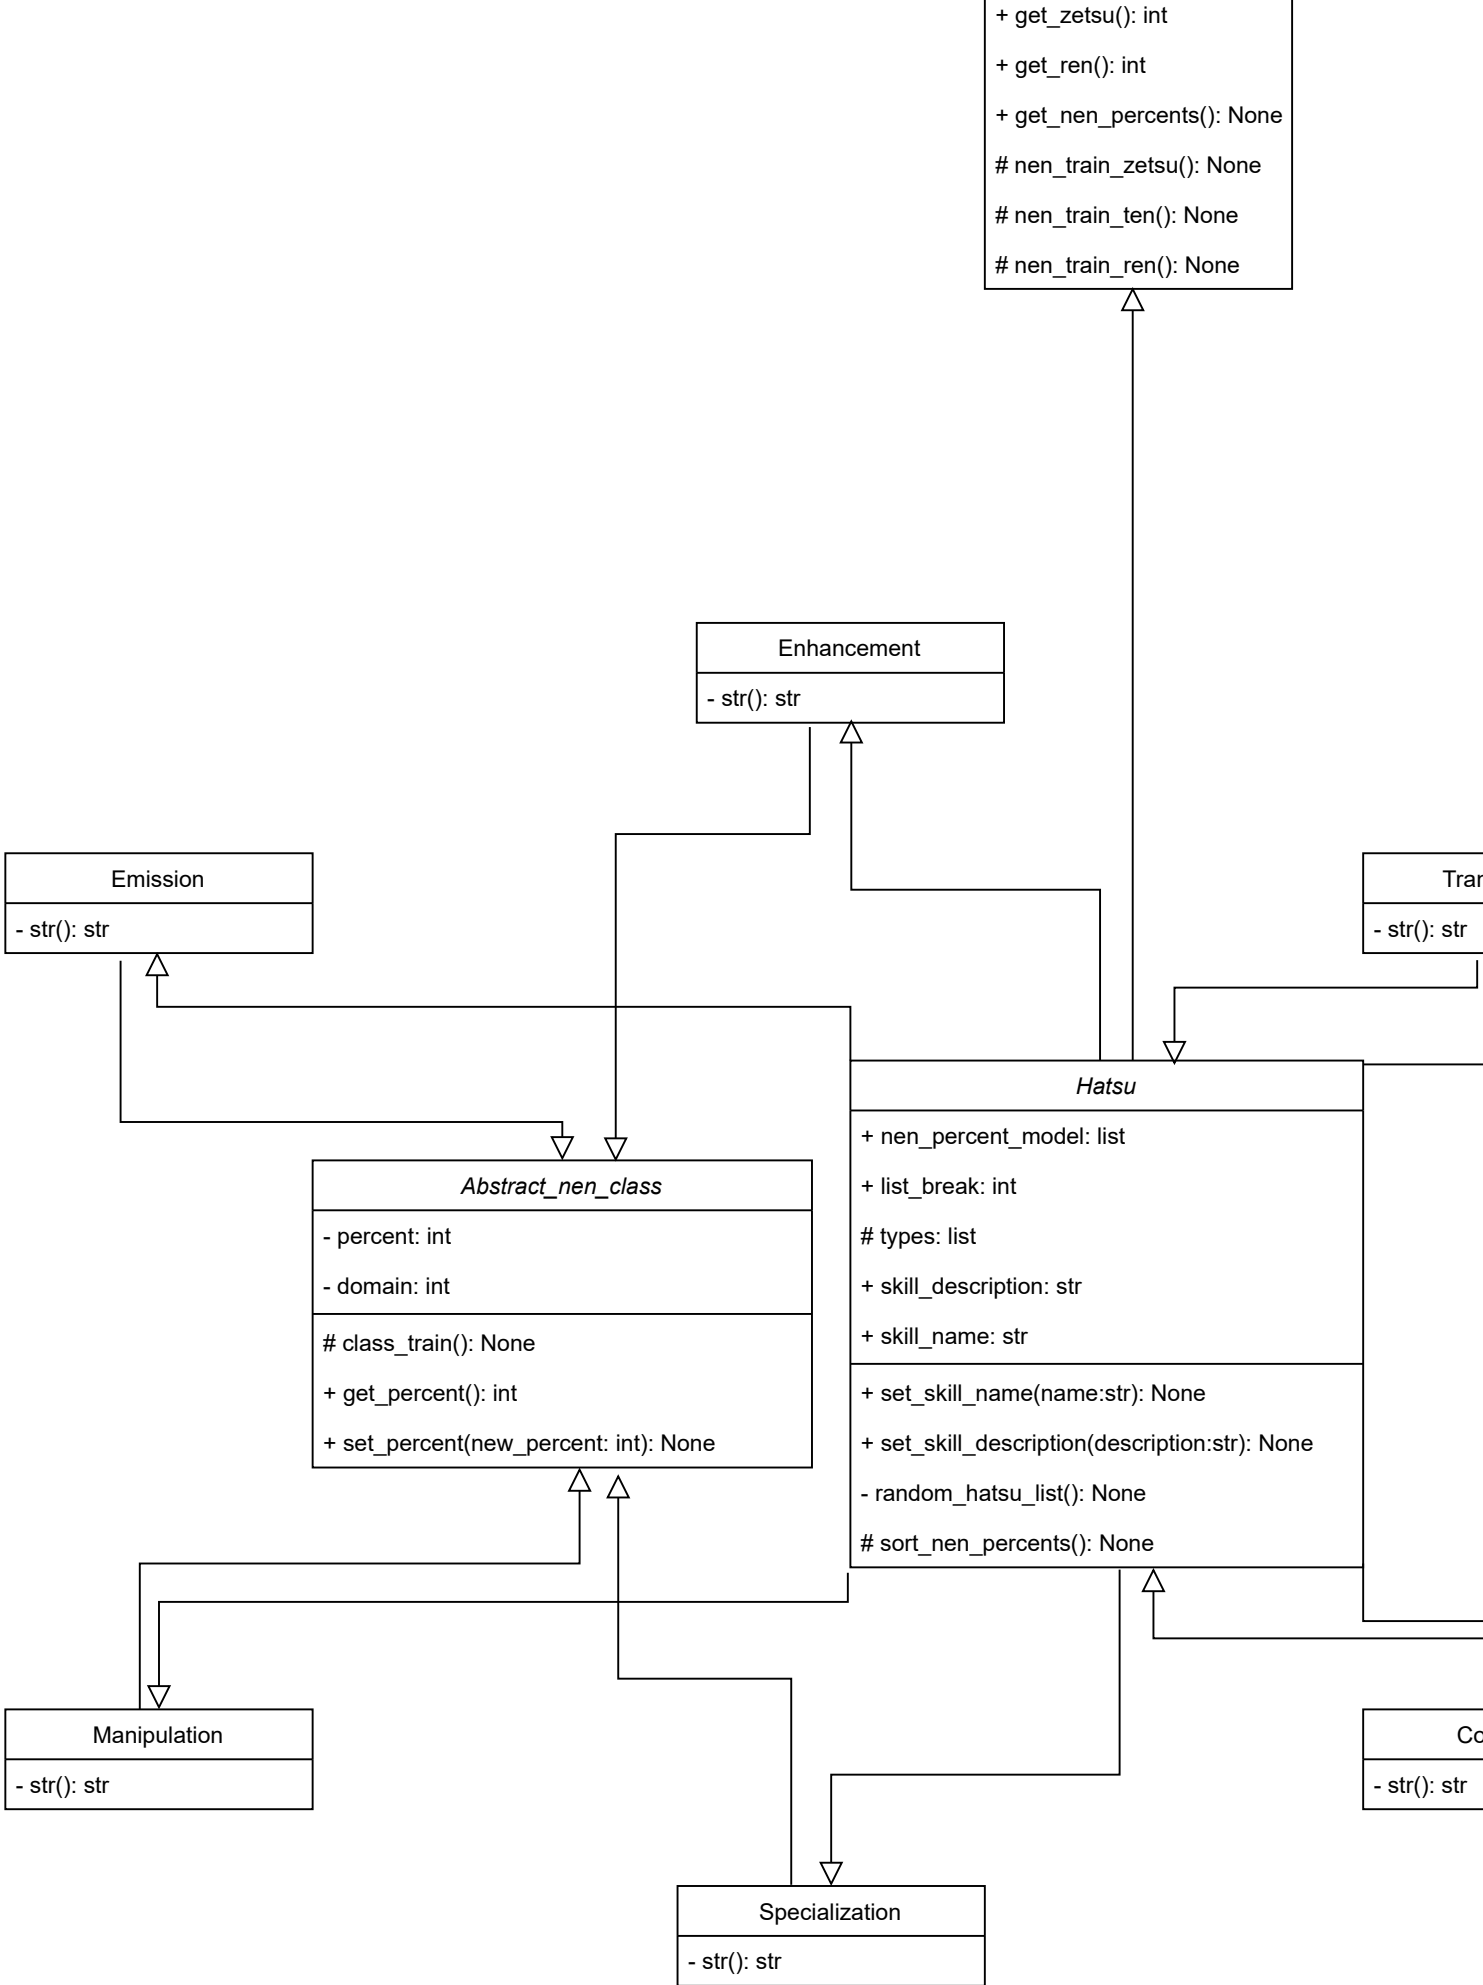 + get_zetsu(): int
+ get_ren(): int
+ get_nen_percents(): None
# nen_train_zetsu(): None
# nen_train_ten(): None
# nen_train_ren(): None
Enhancement
- str(): str
Emission
- str(): str
- str(): str
Hatsu
+ nen_percent_model: list
+ list_break: int
# types: list
+ skill_description: str
+ skill_name: str
+ set_skill_name(name:str): None
+ set_skill_description(description:str): None
- random_hatsu_list(): None
# sort_nen_percents(): None
Abstract_nen_class
- percent: int
- domain: int
# class_train(): None
+ get_percent(): int
+ set_percent(new_percent: int): None
Manipulation
- str(): str
- str(): str
Specialization
- str(): str